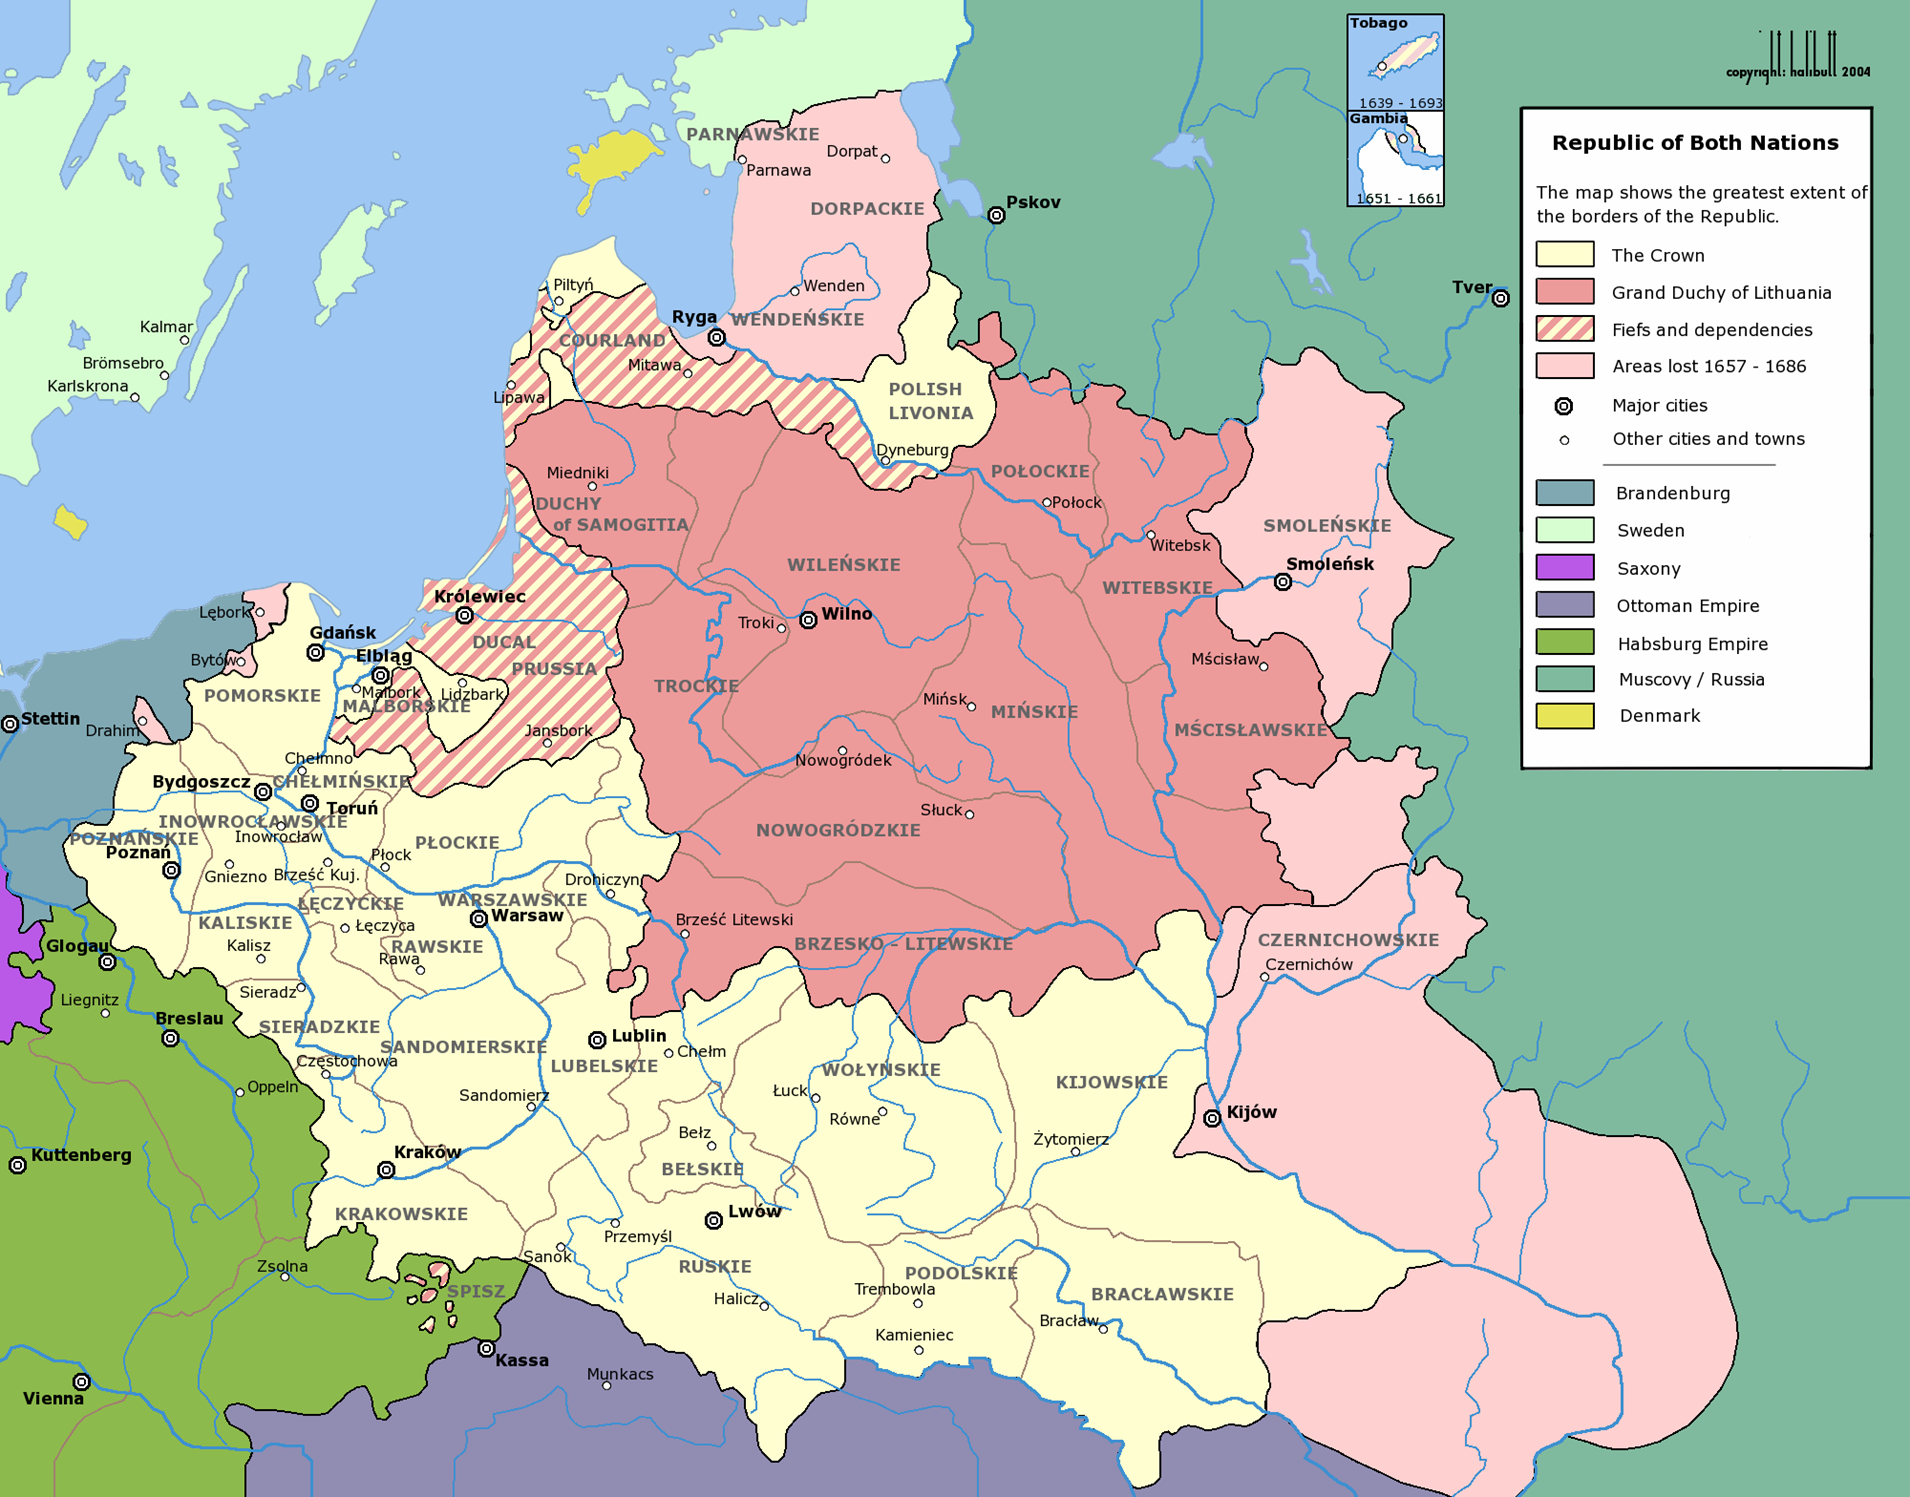 Tobago
1639 - 1693
Gambia
1651 - 1661
copyright: halibutt 2004
Republic of Both Nations
The map shows the greatest extent of
the borders of the Republic.
The Crown
Grand Duchy of Lithuania
Fiefs and dependencies
Areas lost 1657 - 1686
Major cities
Other cities and towns
Brandenburg
Sweden
Saxony
Ottoman Empire
Habsburg Empire
Muscovy / Russia
Denmark
PARNAWSKIE
Parnawa
Dorpat
DORPACKIE
Pskov
Tver
Piltyń
Wenden
Ryga
WENDEŃSKIE
COURLAND
Mitawa
Lipawa
Kalmar
Brömsebro
Karlskrona
POLISH
LIVONIA
Dyneburg
Miedniki
DUCHY
of SAMOGITIA
POŁOCKIE
Połock
Witebsk
SMOLEŃSKIE
Smoleńsk
WILEŃSKIE
WITEBSKIE
Królewiec
Lębork
Gdańsk
Elbląg
DUCAL
PRUSSIA
Troki
Wilno
Bytów
Malbork
Lidzbark
MALBORSKIE
POMORSKIE
TROCKIE
Mińsk
MIŃSKIE
Mścisław
MŚCISŁAWSKIE
Stettin
Drahim
Jansbork
Nowogródek
Chełmno
Bydgoszcz
CHEŁMIŃSKIE
Toruń
INOWROCŁAWSKIE
Inowrocław
POZNAŃSKIE
Poznań
PŁOCKIE
Płock
Słuck
NOWOGRÓDZKIE
Gniezno
Brześć Kuj.
Drohiczyn
ŁĘCZYCKIE
WARSZAWSKIE
Warsaw
KALISKIE
Łęczyca
Brześć Litewski
BRZESKO - LITEWSKIE
Kalisz
RAWSKIE
Rawa
CZERNICHOWSKIE
Czernichów
Glogau
Liegnitz
Sieradz
Breslau
SIERADZKIE
SANDOMIERSKIE
Lublin
LUBELSKIE
Chełm
Częstochowa
WOŁYŃSKIE
KIJOWSKIE
Oppeln
Sandomierz
Łuck
Równe
Kijów
Żytomierz
Kuttenberg
Kraków
Bełz
BEŁSKIE
KRAKOWSKIE
Lwów
Przemyśl
Sanok
Zsolna
SPISZ
RUSKIE
Halicz
PODOLSKIE
Trembowla
BRACŁAWSKIE
Bracław
Kamieniec
Kassa
Munkacs
Vienna